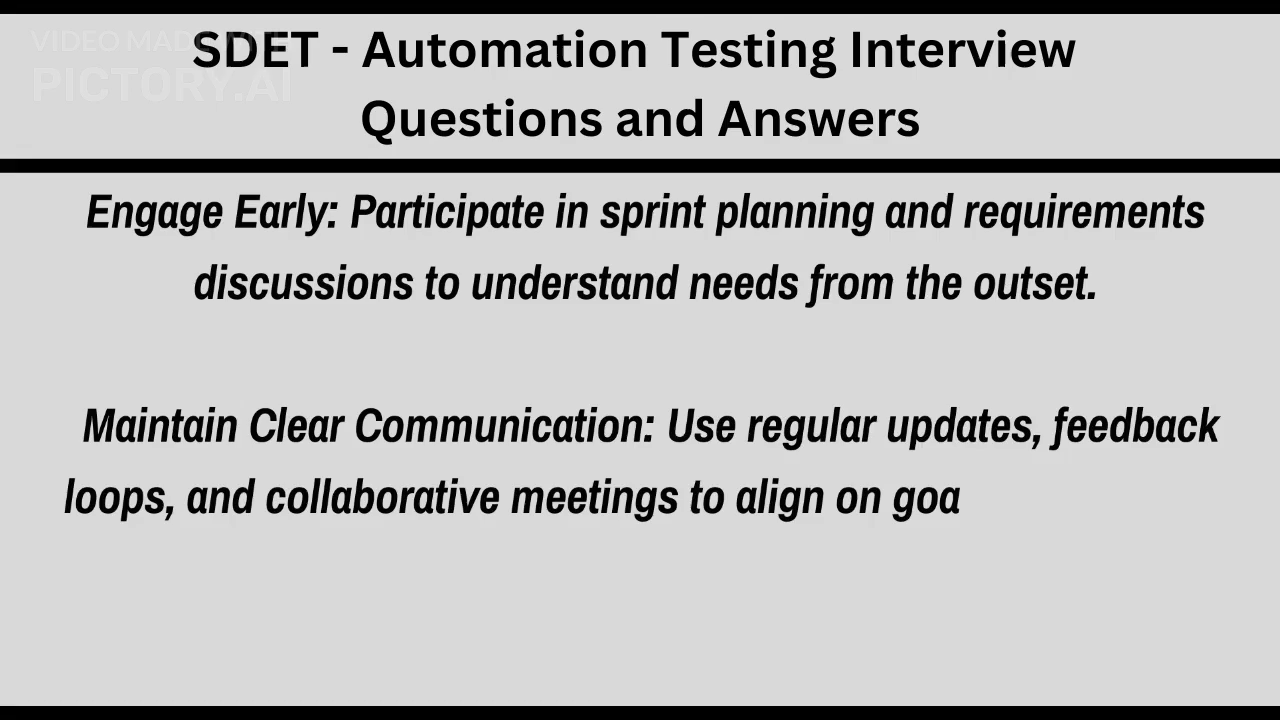 VIDEO MADE WITH
PICTORY.AI
SDET - Automation Testing Interview
Questions and Answers
Engage Early: Participate in sprint planning and requirements
discussions to understand needs from the outset.
Maintain Clear Communication: Use regular updates, feedback
loops, and collaborative meetings to align on goa